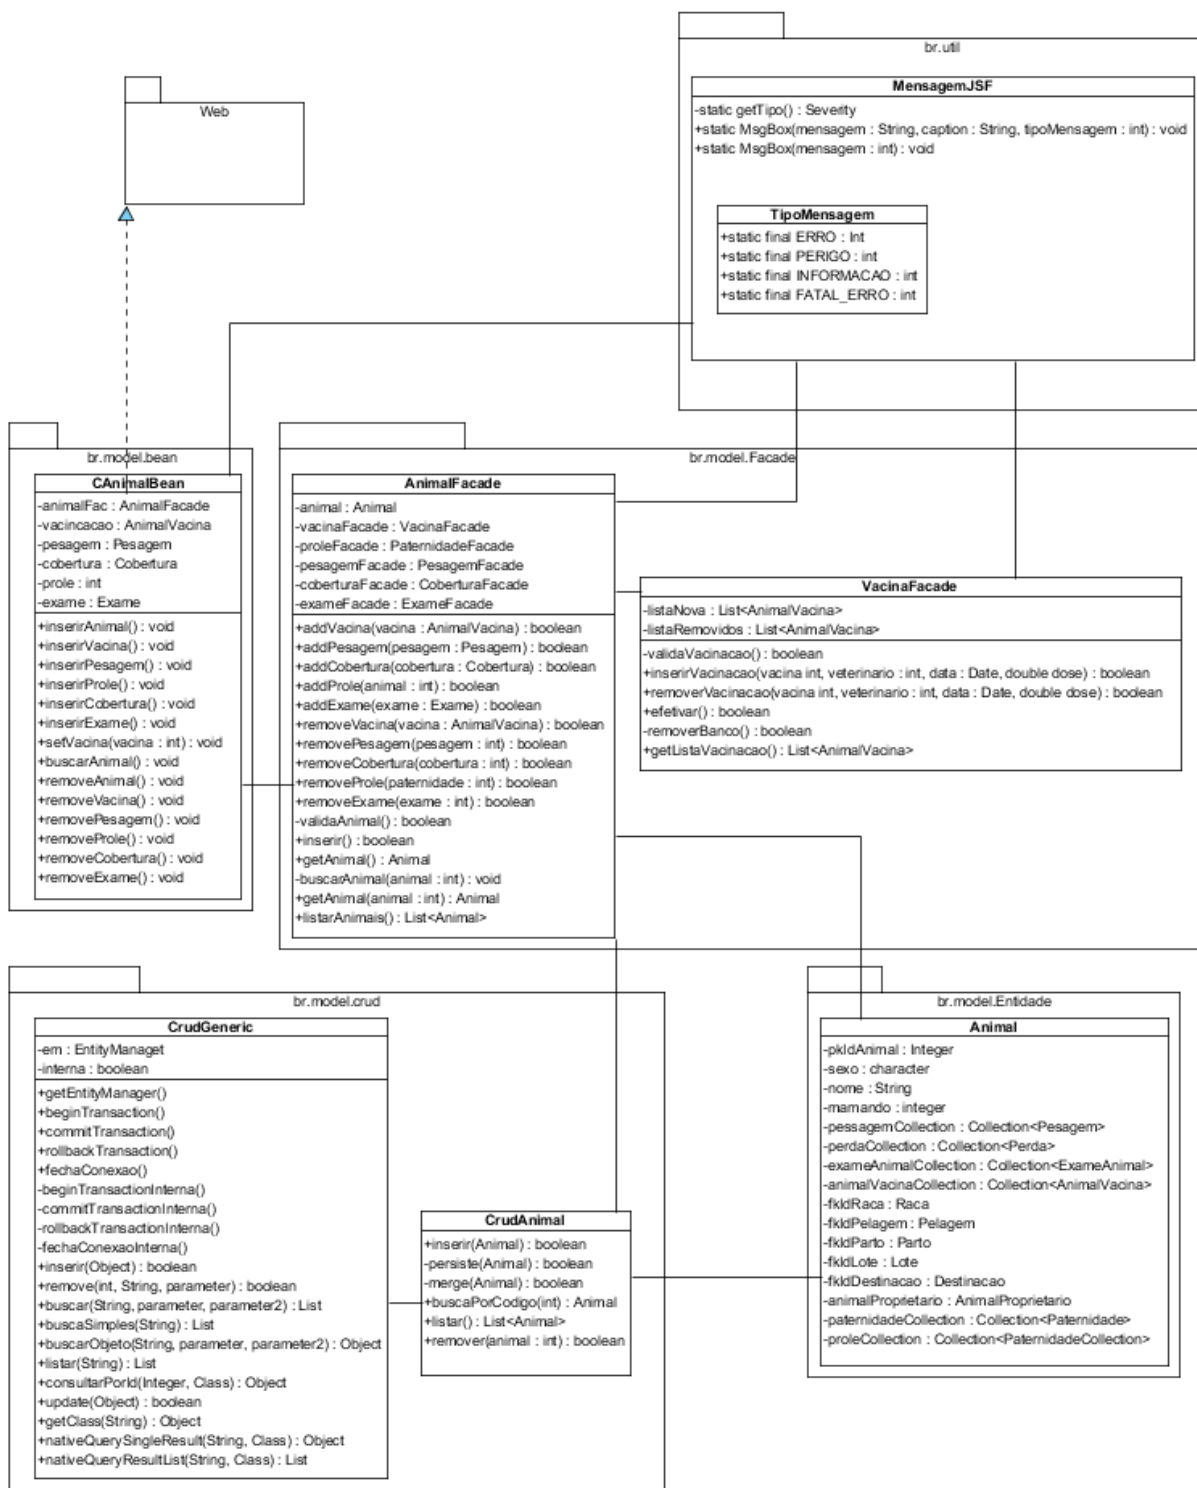 br.util
MensagemJSF
-static getTipo() : Severity
+static MsgBox(mensagem : String, caption : String, tipoMensagem : int) : void
+static MsgBox(mensagem : int) : void
TipoMensagem
+static final ERRO : Int
+static final PERIGO : int
+static final INFORMACAO : int
+static final FATAL_ERRO : int
Web
br.model.bean
CAnimalBean
-animalFac : AnimalFacade
-vacincacao : AnimalVacina
-pesagem : Pesagem
-cobertura : Cobertura
-prole : int
-exame : Exame
+inserirAnimal() : void
+inserirVacina() : void
+inserirPesagem() : void
+inserirProle() : void
+inserirCobertura() : void
+inserirExame() : void
+setVacina(vacina : int) : void
+buscarAnimal() : void
+removeAnimal() : void
+removeVacina() : void
+removePesagem() : void
+removeProle() : void
+removeCobertura() : void
+removeExame() : void
br.model.Facade
AnimalFacade
-animal : Animal
-vacinaFacade : VacinaFacade
-proleFacade : PaternidadeFacade
-pesagemFacade : PesagemFacade
-coberturaFacade : CoberturaFacade
-exameFacade : ExameFacade
+addVacina(vacina : AnimalVacina) : boolean
+addPesagem(pesagem : Pesagem) : boolean
+addCobertura(cobertura : Cobertura) : boolean
+addProle(animal : int) : boolean
+addExame(exame : Exame) : boolean
+removeVacina(vacina : AnimalVacina) : boolean
+removePesagem(pesagem : int) : boolean
+removeCobertura(cobertura : int) : boolean
+removeProle(paternidade : int) : boolean
+removeExame(exame : int) : boolean
-validaAnimal() : boolean
+inserir() : boolean
+getAnimal() : Animal
-buscarAnimal(animal : int) : void
+getAnimal(animal : int) : Animal
+listarAnimais() : List<Animal>
VacinaFacade
-listaNova : List<AnimalVacina>
-listaRemovidos : List<AnimalVacina>
-validaVacinacao() : boolean
+inserirVacinacao(vacina int, veterinario : int, data : Date, double dose) : boolean
+removerVacinacao(vacina int, veterinario : int, data : Date, double dose) : boolean
+efetivar() : boolean
-removerBanco() : boolean
+getListaVacinacao() : List<AnimalVacina>
br.model.crud
CrudGeneric
-em : EntityManaget
-interna : boolean
+getEntityManager()
+beginTransaction()
+commitTransaction()
+rollbackTransaction()
+fechaConexao()
-beginTransactionInterna()
-commitTransactionInterna()
-rollbackTransactionInterna()
-fechaConexaoInterna()
+inserir(Object) : boolean
+remove(int, String, parameter) : boolean
+buscar(String, parameter, parameter2) : List
+buscaSimples(String) : List
+buscarObjeto(String, parameter, parameter2) : Object
+listar(String) : List
+consultarPorId(Integer, Class) : Object
+update(Object) : boolean
+getClass(String) : Object
+nativeQuerySingleResult(String, Class) : Object
+nativeQueryResultList(String, Class) : List
CrudAnimal
+inserir(Animal) : boolean
-persiste(Animal) : boolean
-merge(Animal) : boolean
+buscaPorCodigo(int) : Animal
+listar() : List<Animal>
+remover(animal : int) : boolean
br.model.Entidade
Animal
-pkIdAnimal : Integer
-sexo : character
-nome : String
-mamando : integer
-pessagemCollection : Collection<Pesagem>
-perdaCollection : Collection<Perda>
-exameAnimalCollection : Collection<ExameAnimal>
-animalVacinaCollection : Collection<AnimalVacina>
-fkIdRaca : Raca
-fkIdPelagem : Pelagem
-fkIdParto : Parto
-fkIdLote : Lote
-fkIdDestinacao : Destinacao
-animalProprietario : AnimalProprietario
-paternidadeCollection : Collection<Paternidade>
-proleCollection : Collection<PaternidadeCollection>